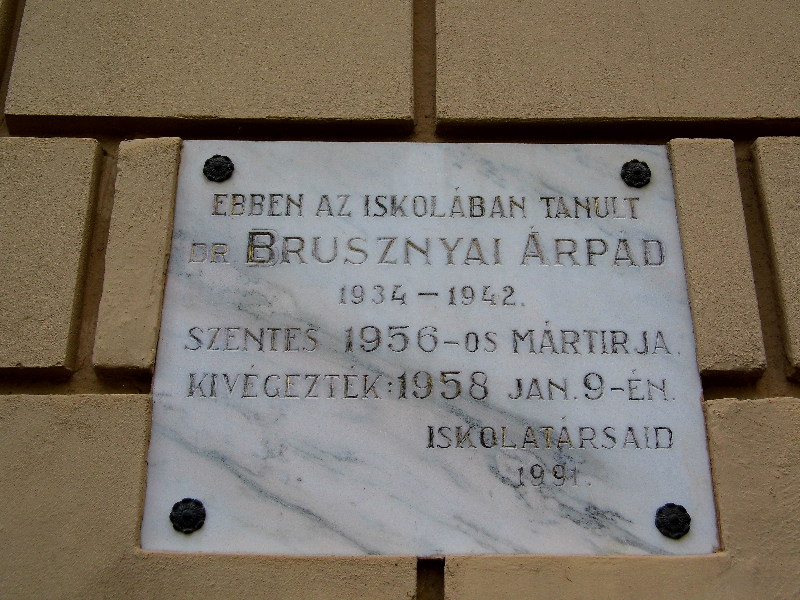 EBBEN AZ ISKOLÁBAN TANULT
DR BRUSZNYAI ÁRPÁD
1934 – 1942.
SZENTES 1956-OS MÁRTIRJA.
KIVÉGEZTÉK: 1958 JAN. 9-ÉN.
ISKOLATÁRSAID
1991.